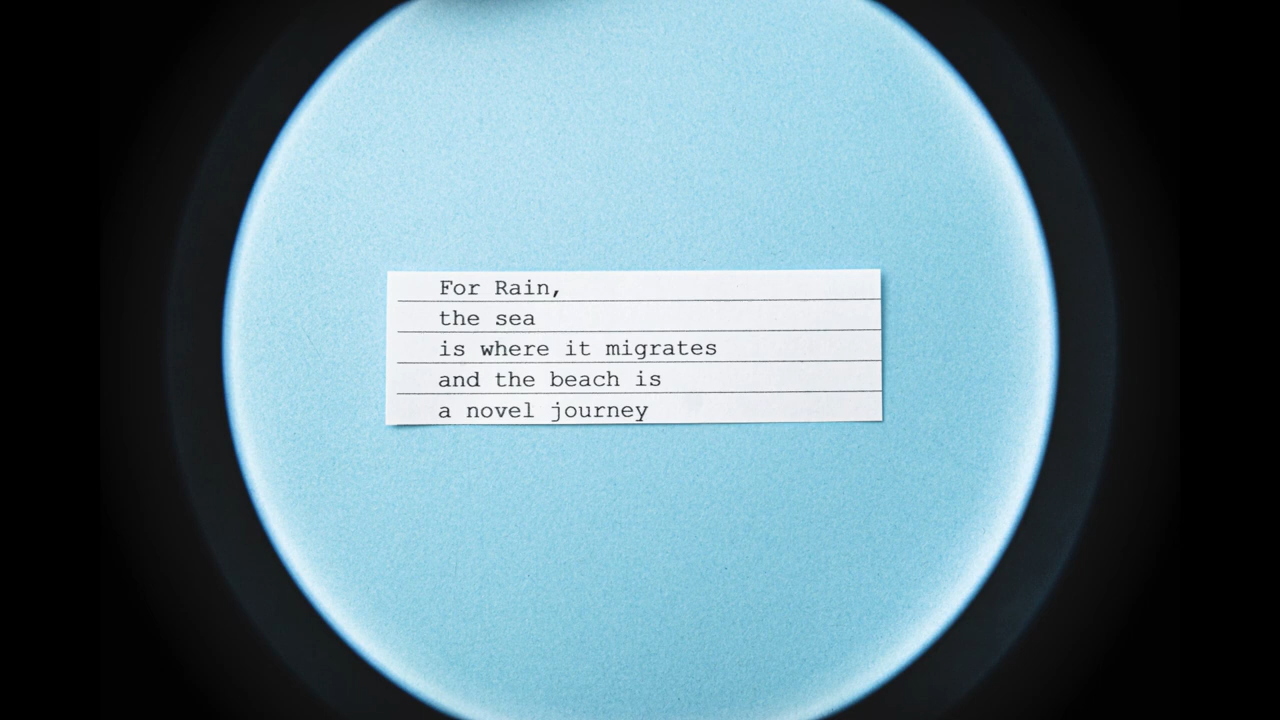 For Rain,
the sea
is where it migrates
and the beach is
a novel journey